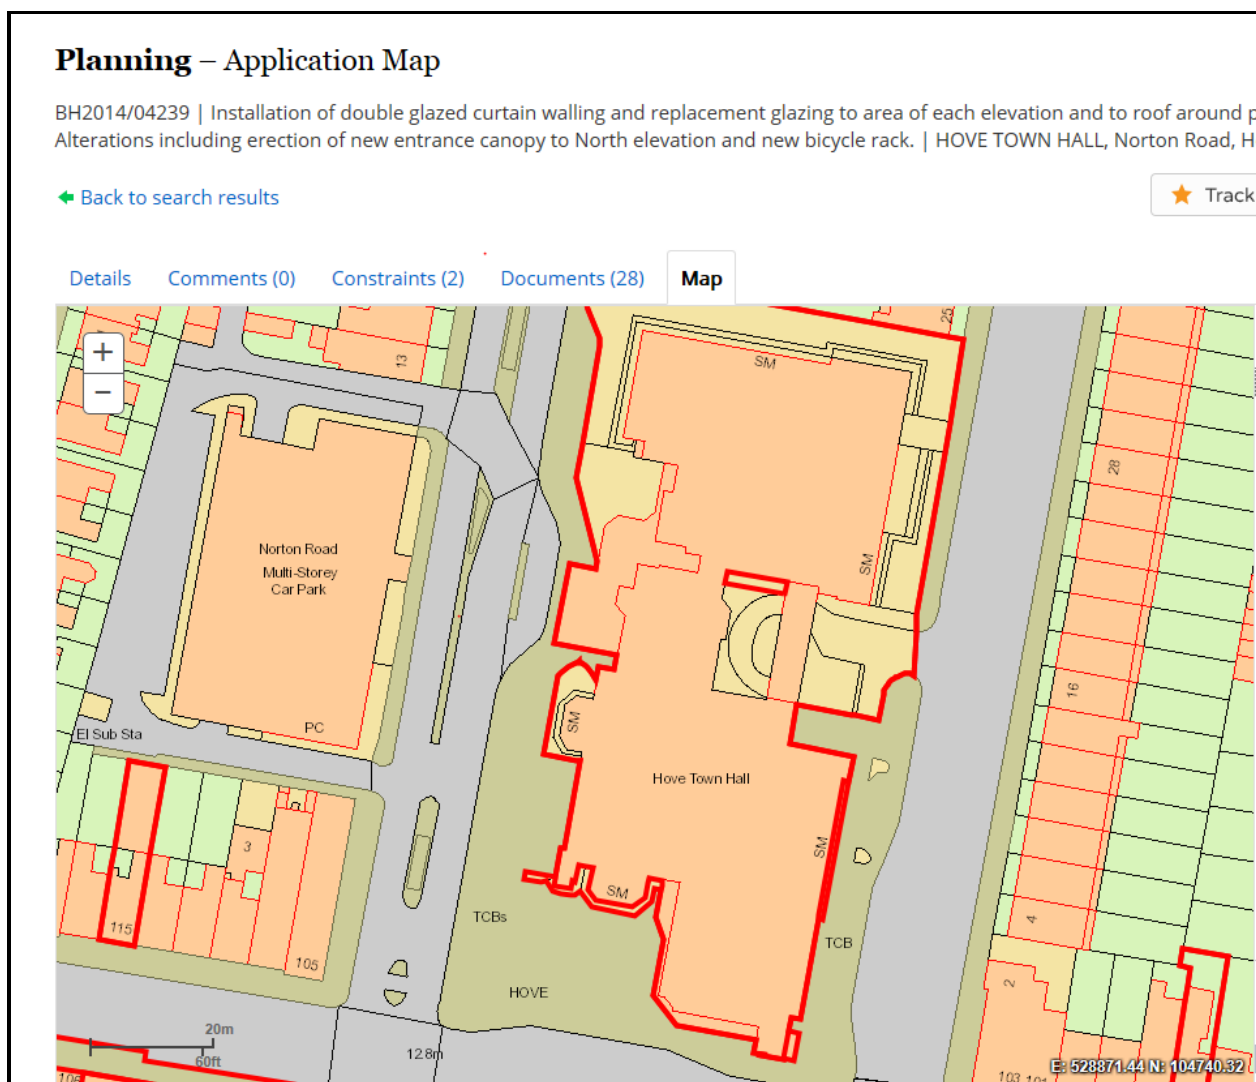 Planning – Application Map
BH2014/04239 | Installation of double glazed curtain walling and replacement glazing to area of each elevation and to roof around p
Alterations including erection of new entrance canopy to North elevation and new bicycle rack. | HOVE TOWN HALL, Norton Road, H
Back to search results
Track
Details
Comments (0)
Constraints (2)
Documents (28)
Map
+
−
13
25
SM
28
Norton Road
Multi-Storey
Car Park
SM
16
SM
PC
El Sub Sta
Hove Town Hall
3
SM
SM
115
TCBs
4
105
TCB
2
HOVE
20m
60ft
12.8m
E: 528871.44 N: 104740.32
103
101
106